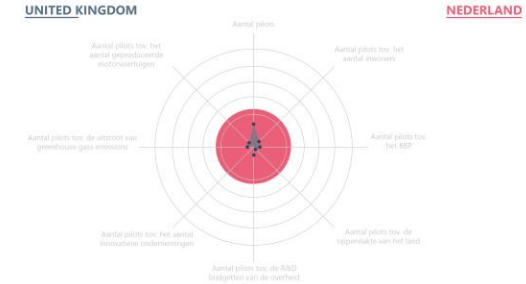 UNITED KINGDOM
NEDERLAND
Aantal pilots
Aantal pilots tov. het
aantal geproduceerde
motorvoertuigen
Aantal pilots tov. het
aantal inwoners
Aantal pilots tov. de uitstoot van
greenhouse gass emissions
Aantal pilots tov.
het BBP
Aantal pilots tov. het aantal
innovatieve ondernemingen
Aantal pilots tov. de
oppervlakte van het land
Aantal pilots tov. de R&D
budgetten van de overheid